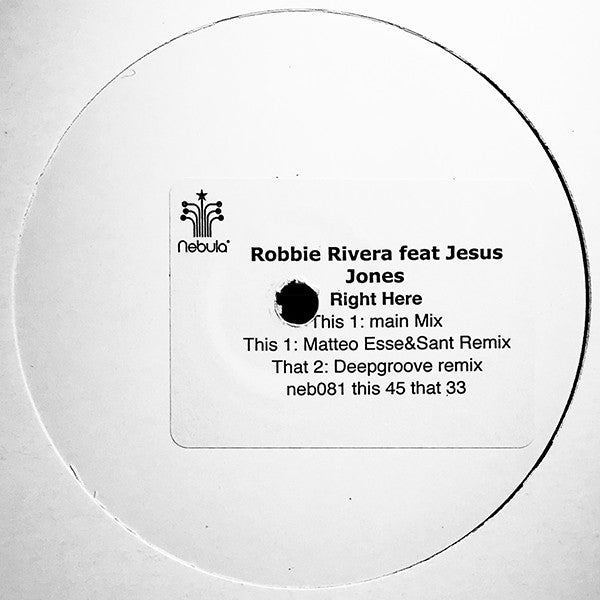 Nebula®
Robbie Rivera feat Jesus
Jones
Right Here
This 1: main Mix
This 1: Matteo Esse&Sant Remix
That 2: Deepgroove remix
neb081 this 45 that 33